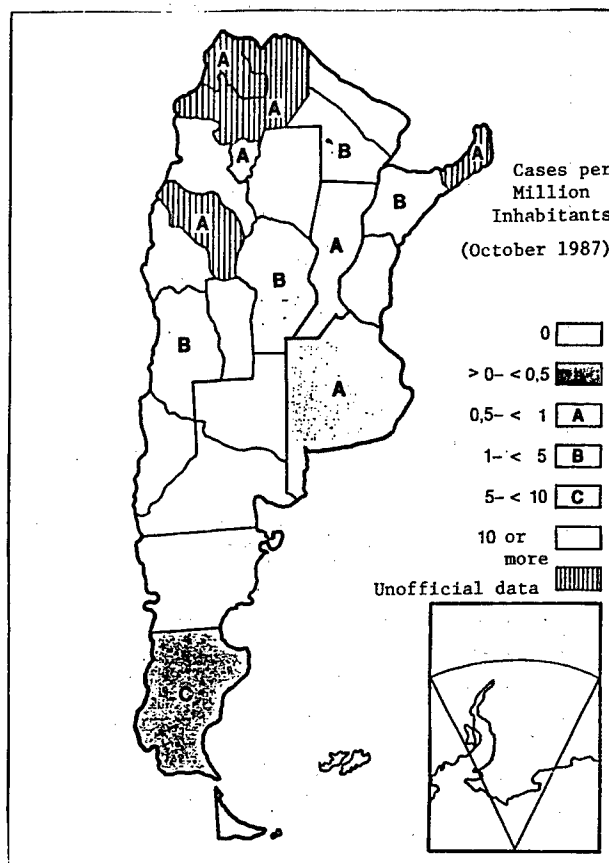 A
A
B
A
Cases per
Million
Inhabitants
(October 1987)
B
A
A
B
B
A
C
0
> 0- < 0,5
0,5- < 1 A
1- < 5 B
5- < 10 C
10 or
more
Unofficial data